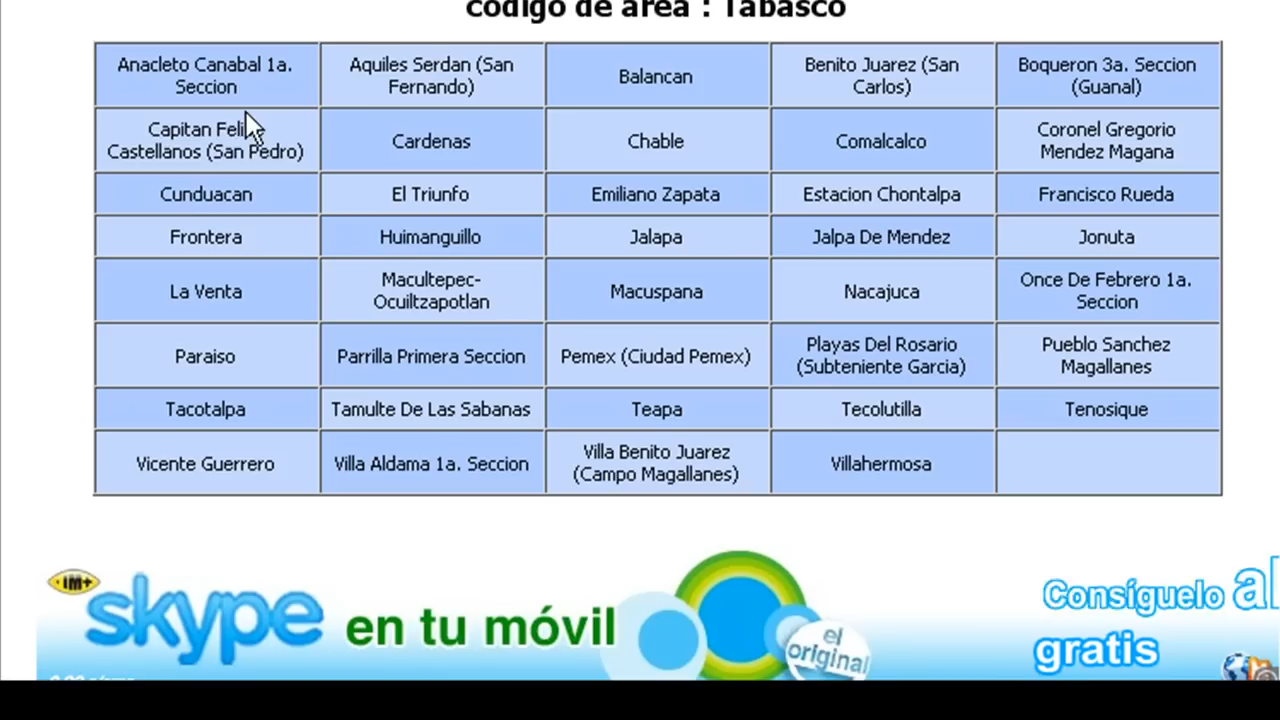 codigo de area : Tabasco
Anacleto Canabal 1a.
Seccion
Aquiles Serdan (San
Fernando)
Balancan
Benito Juarez (San
Carlos)
Boqueron 3a. Seccion
(Guanal)
Capitan Felipe
Castellanos (San Pedro)
Cardenas
Chable
Comalcalco
Coronel Gregorio
Mendez Magana
Cunduacan
El Triunfo
Emiliano Zapata
Estacion Chontalpa
Francisco Rueda
Frontera
Huimanguillo
Jalapa
Jalpa De Mendez
Jonuta
La Venta
Macultepec-
Ocuiltzapotlan
Macuspana
Nacajuca
Once De Febrero 1a.
Seccion
Paraiso
Parrilla Primera Seccion
Pemex (Ciudad Pemex)
Playas Del Rosario
(Subteniente Garcia)
Pueblo Sanchez
Magallanes
Tacotalpa
Tamulte De Las Sabanas
Teapa
Tecolutilla
Tenosique
Vicente Guerrero
Villa Aldama 1a. Seccion
Villa Benito Juarez
(Campo Magallanes)
Villahermosa
IM+
skype en tu móvil
el
original
Consíguelo
gratis